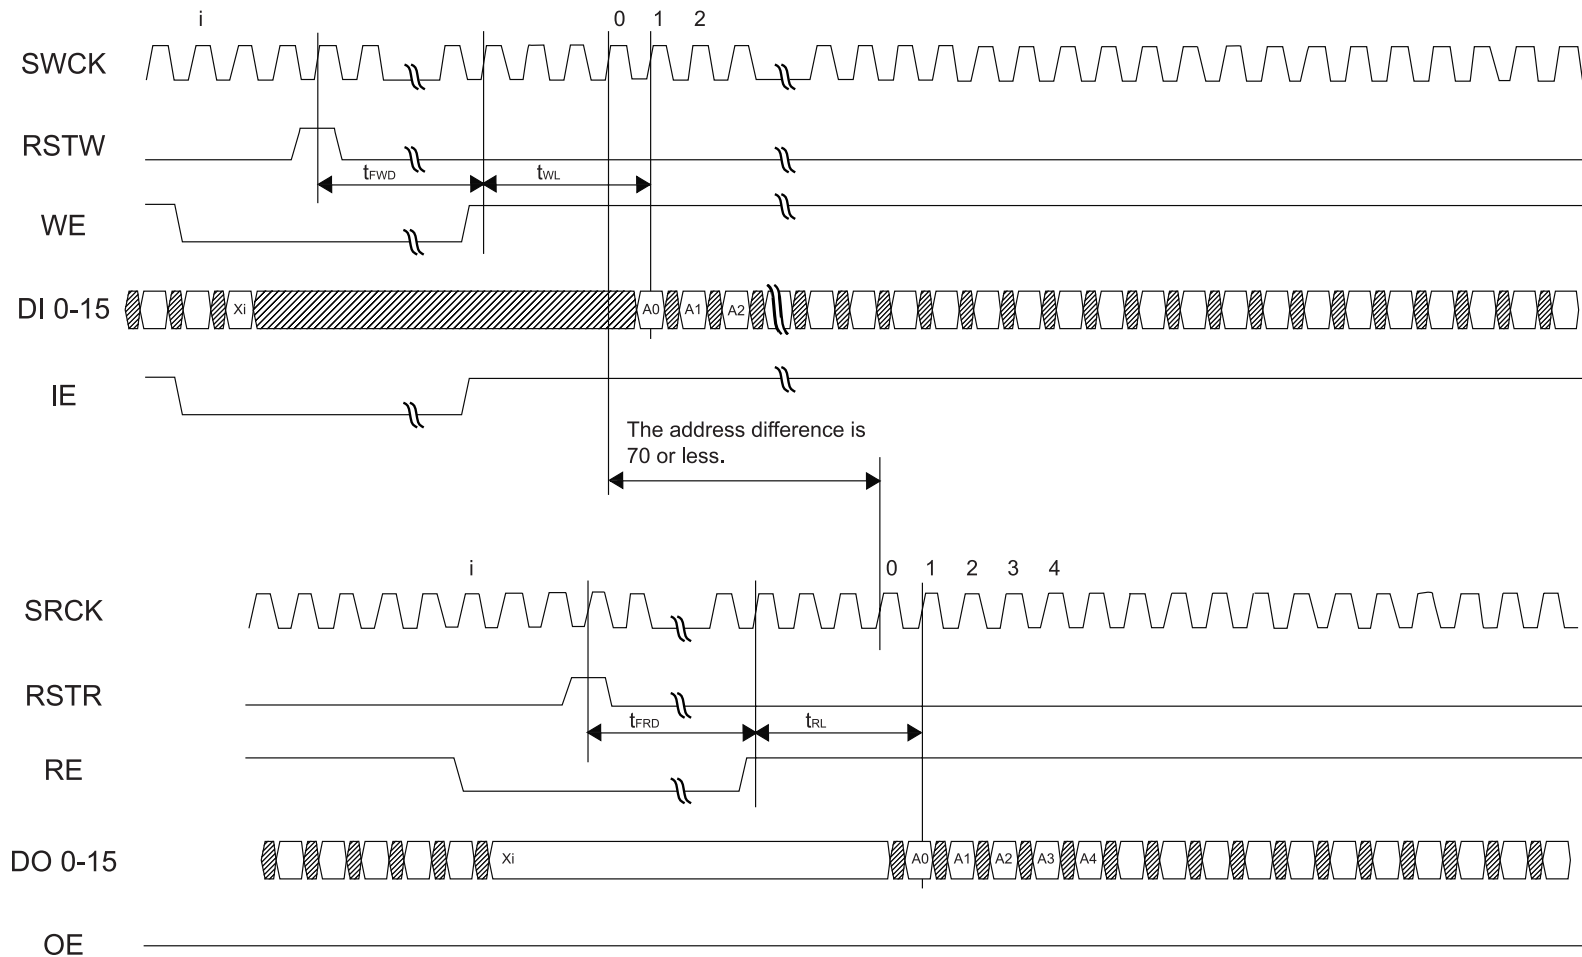 i 0 1 2
SWCK
RSTW
tFWD tWL
WE
DI 0-15 Xi A0 A1 A2
IE
The address difference is
70 or less.
i 0 1 2 3 4
SRCK
RSTR
tFRD tRL
RE
DO 0-15 Xi A0 A1 A2 A3 A4
OE